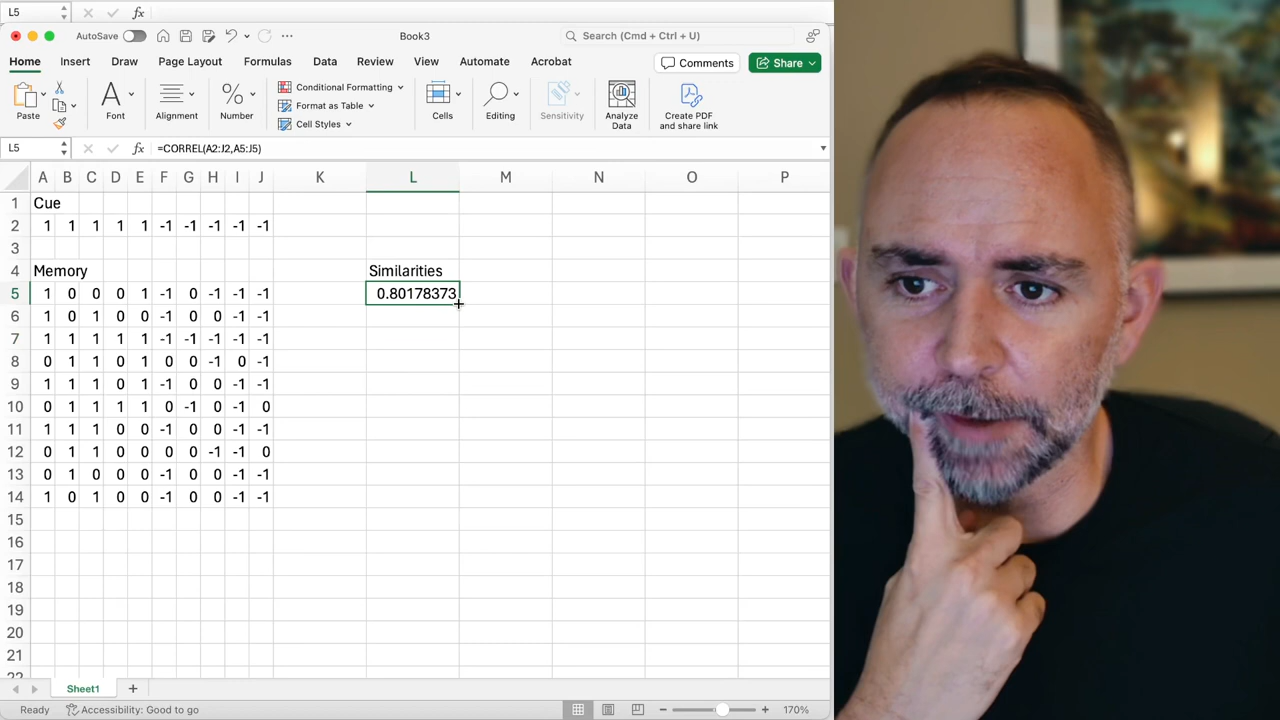 L5 fx
AutoSave Book3 Search (Cmd + Ctrl + U)
Home Insert Draw Page Layout Formulas Data Review View Automate Acrobat Comments Share
Paste Font Alignment Number Conditional Formatting Format as Table Cell Styles Cells Editing Sensitivity Analyze Data Create PDF and share link
L5 fx =CORREL(A2:J2,A5:J5)
A B C D E F G H I J K L M N O P
1 Cue
2 1 1 1 1 1 -1 -1 -1 -1 -1
3
4 Memory Similarities
5 1 0 0 0 1 -1 0 -1 -1 -1 0.80178373
6 1 0 1 0 0 -1 0 0 -1 -1
7 1 1 1 1 1 -1 -1 -1 -1 -1
8 0 1 1 0 1 0 0 -1 0 -1
9 1 1 1 0 1 -1 0 0 -1 -1
10 0 1 1 1 1 0 -1 0 -1 0
11 1 1 1 0 0 -1 0 0 -1 -1
12 0 1 1 0 0 0 0 -1 -1 0
13 0 1 0 0 0 -1 0 0 -1 -1
14 1 0 1 0 0 -1 0 0 -1 -1
15
16
17
18
19
20
21
22
Sheet1 +
Ready Accessibility: Good to go 170%